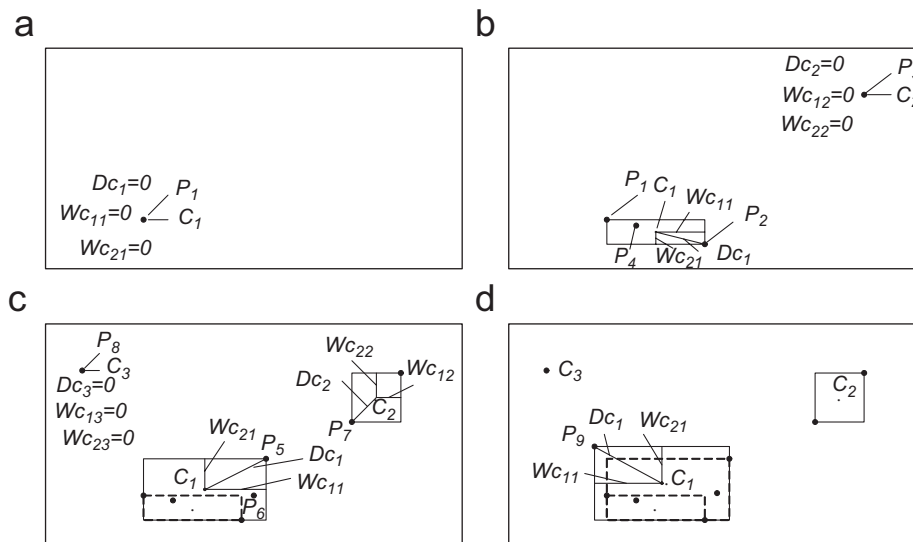 a
Dc1=0
P1
Wc11=0
C1
Wc21=0
b
Dc2=0
Wc12=0
Wc22=0
P1
C1
Wc11
P2
P4
Wc21
Dc1
c
P8
C3
Dc3=0
Wc13=0
Wc23=0
Wc22
Wc12
Dc2
C2
P7
Wc21
P5
Dc1
C1
Wc11
P6
d
C3
C2
P9
Dc1
Wc21
Wc11
C1